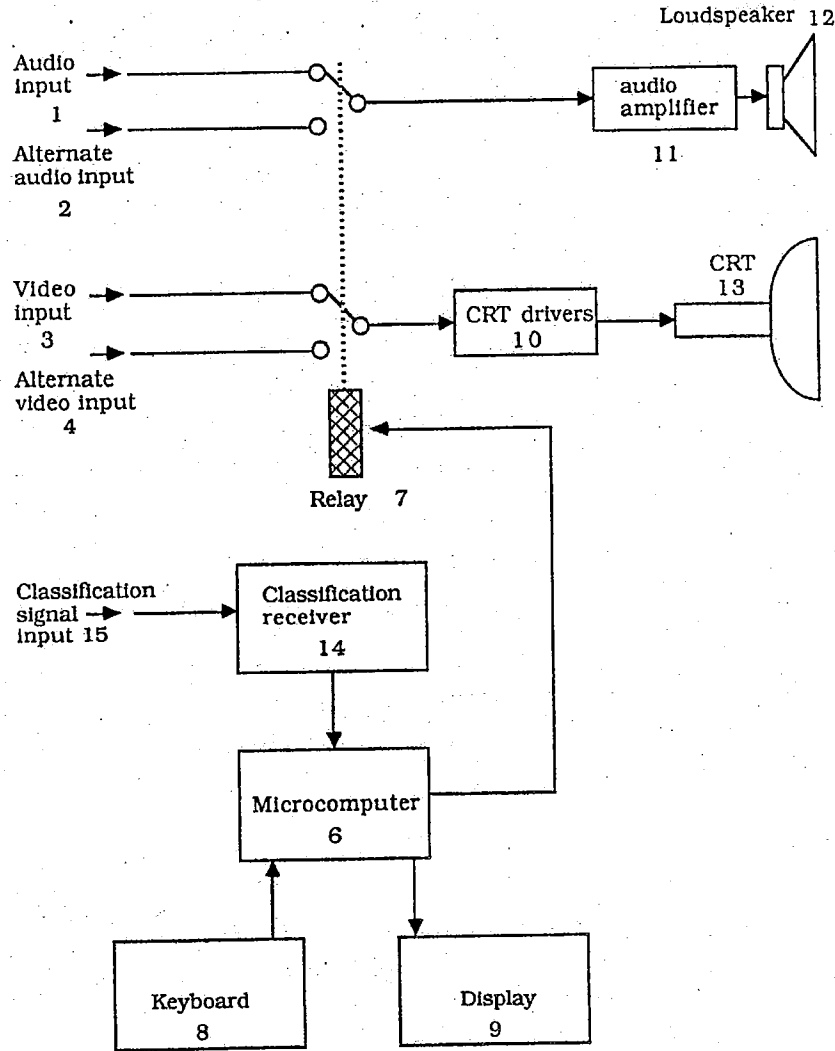 Loudspeaker 12
Audio
input
1
audio
amplifier
11
Alternate
audio input
2
Video
input
3
CRT drivers
10
CRT
13
Alternate
video input
4
Relay 7
Classification
signal
input 15
Classification
receiver
14
Microcomputer
6
Keyboard
8
Display
9